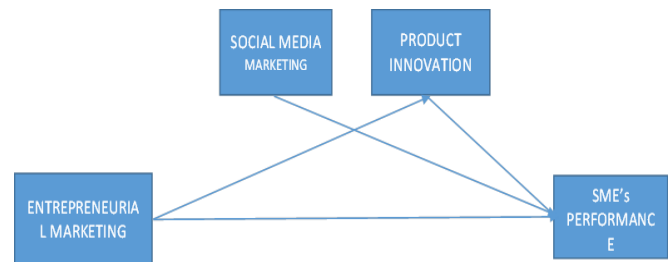 SOCIAL MEDIA
MARKETING
PRODUCT
INNOVATION
ENTREPRENEURIA
L MARKETING
SME's
PERFORMANC
E